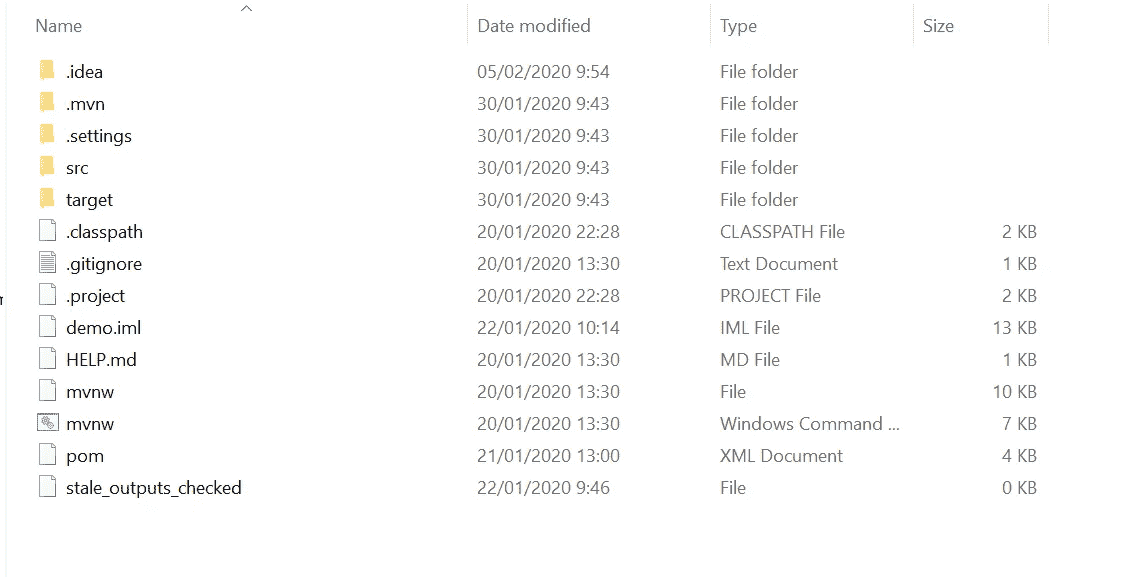 Name Date modified Type Size
.idea 05/02/2020 9:54 File folder
.mvn 30/01/2020 9:43 File folder
.settings 30/01/2020 9:43 File folder
src 30/01/2020 9:43 File folder
target 30/01/2020 9:43 File folder
.classpath 20/01/2020 22:28 CLASSPATH File 2 KB
.gitignore 20/01/2020 13:30 Text Document 1 KB
.project 20/01/2020 22:28 PROJECT File 2 KB
demo.iml 22/01/2020 10:14 IML File 13 KB
HELP.md 20/01/2020 13:30 MD File 1 KB
mvnw 20/01/2020 13:30 File 10 KB
mvnw 20/01/2020 13:30 Windows Command ... 7 KB
pom 21/01/2020 13:00 XML Document 4 KB
stale_outputs_checked 22/01/2020 9:46 File 0 KB